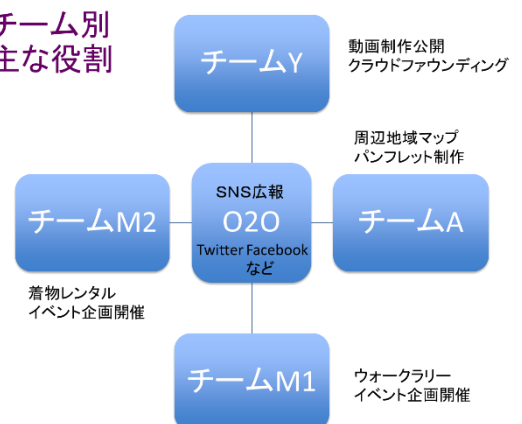 チーム別
主な役割
チームY
動画制作公開
クラウドファウンディング
周辺地域マップ
パンフレット制作
SNS広報
O2O
Twitter Facebook
など
チームM2
チームA
着物レンタル
イベント企画開催
チームM1
ウォークラリー
イベント企画開催